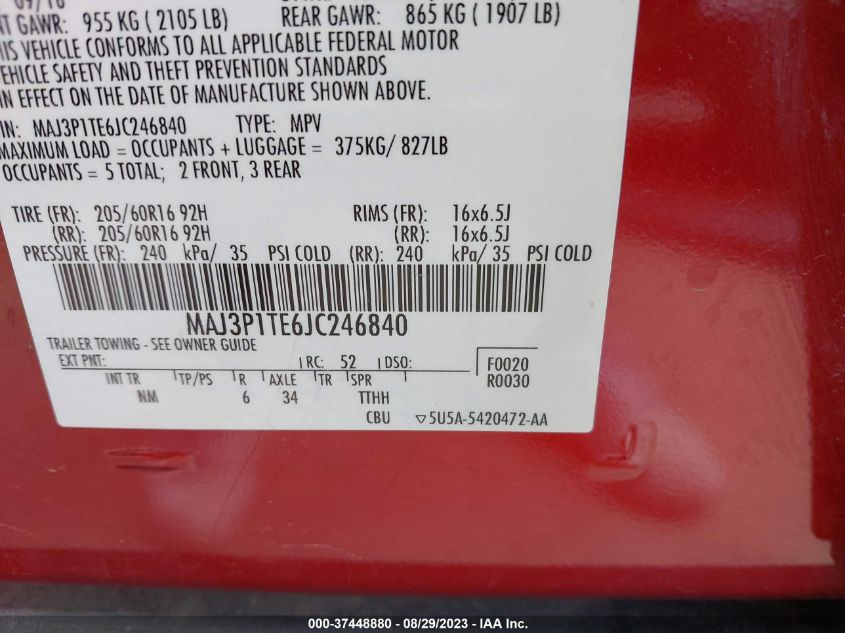 GAWR: 955 KG ( 2105 LB) REAR GAWR: 865 KG ( 1907 LB)
THIS VEHICLE CONFORMS TO ALL APPLICABLE FEDERAL MOTOR
VEHICLE SAFETY AND THEFT PREVENTION STANDARDS
IN EFFECT ON THE DATE OF MANUFACTURE SHOWN ABOVE.
VIN: MAJ3P1TE6JC246840 TYPE: MPV
MAXIMUM LOAD = OCCUPANTS + LUGGAGE = 375KG/ 827LB
OCCUPANTS = 5 TOTAL; 2 FRONT, 3 REAR
TIRE (FR): 205/60R16 92H RIMS (FR): 16x6.5J
(RR): 205/60R16 92H (RR): 16x6.5J
PRESSURE (FR): 240 kPa/ 35 PSI COLD (RR): 240 kPa/ 35 PSI COLD
MAJ3P1TE6JC246840
TRAILER TOWING - SEE OWNER GUIDE
EXT PNT: RC: 52 DSO: F0020
R0030
INT TR TP/PS R AXLE TR SPR
NM 6 34 TTHH
CBU ▽5U5A-5420472-AA
000-37448880 - 08/29/2023 - IAA Inc.